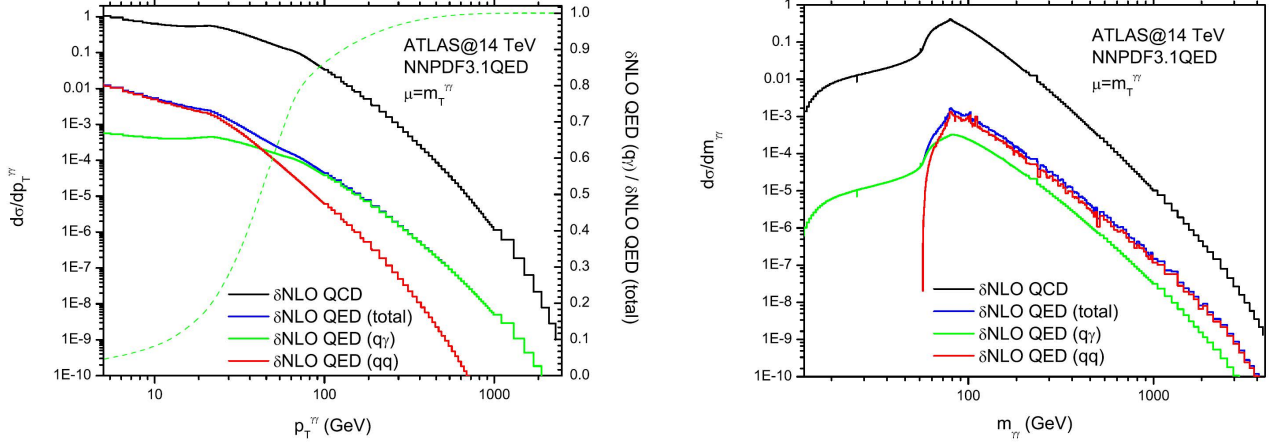 ATLAS@14 TeV
NNPDF3.1QED
μ=m_T^γγ
δNLO QCD
δNLO QED (total)
δNLO QED (qγ)
δNLO QED (qq)
dσ/dp_T^γγ
1
0.1
0.01
1E-3
1E-4
1E-5
1E-6
1E-7
1E-8
1E-9
1E-10
10
100
1000
p_T^γγ (GeV)
1.0
0.9
0.8
0.7
0.6
0.5
0.4
0.3
0.2
0.1
0.0
δNLO QED (qγ) / δNLO QED (total)
ATLAS@14 TeV
NNPDF3.1QED
μ=m_T^γγ
δNLO QCD
δNLO QED (total)
δNLO QED (qγ)
δNLO QED (qq)
dσ/dm_γγ
1
0.1
0.01
1E-3
1E-4
1E-5
1E-6
1E-7
1E-8
1E-9
1E-10
100
1000
m_γγ (GeV)